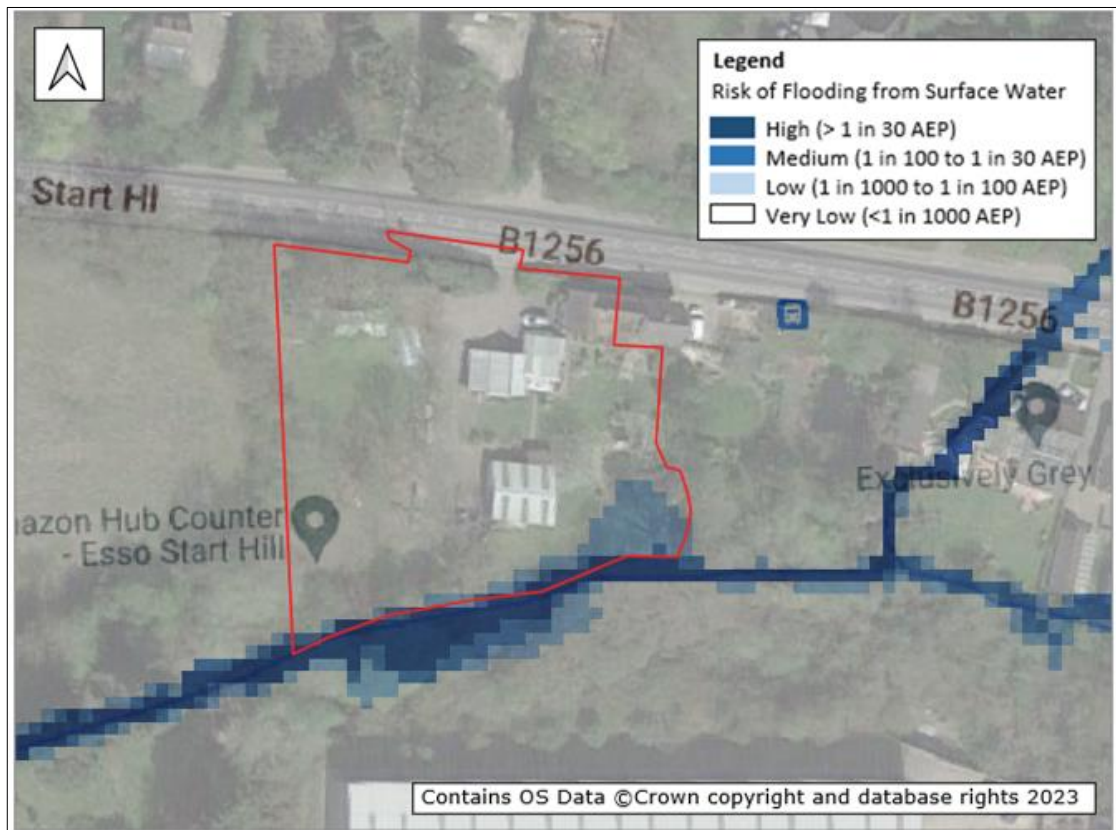 Legend
Risk of Flooding from Surface Water
High (> 1 in 30 AEP)
Medium (1 in 100 to 1 in 30 AEP)
Low (1 in 1000 to 1 in 100 AEP)
Very Low (<1 in 1000 AEP)
Start Hl
B1256
B1256
Exclusively Grey
azon Hub Counter
- Esso Start Hill
Contains OS Data ©Crown copyright and database rights 2023